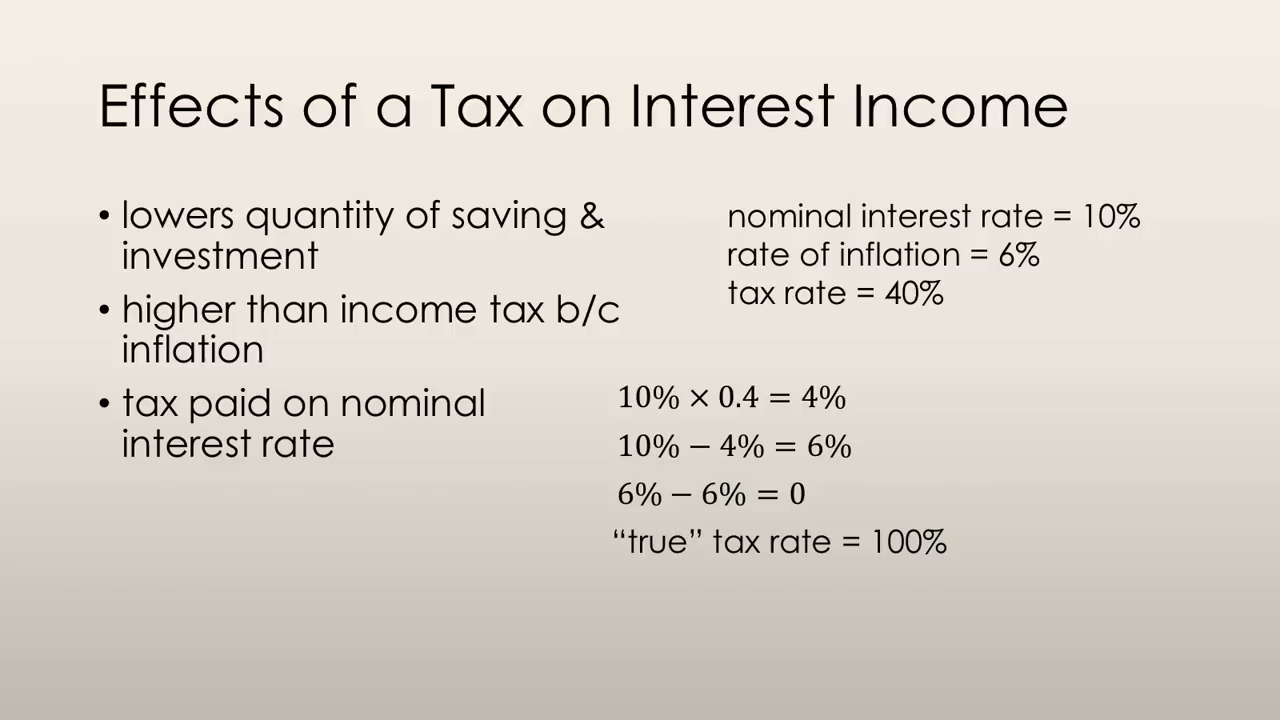 Effects of a Tax on Interest Income
• lowers quantity of saving &
investment
• higher than income tax b/c
inflation
• tax paid on nominal
interest rate
nominal interest rate = 10%
rate of inflation = 6%
tax rate = 40%
10% × 0.4 = 4%
10% − 4% = 6%
6% − 6% = 0
“true” tax rate = 100%